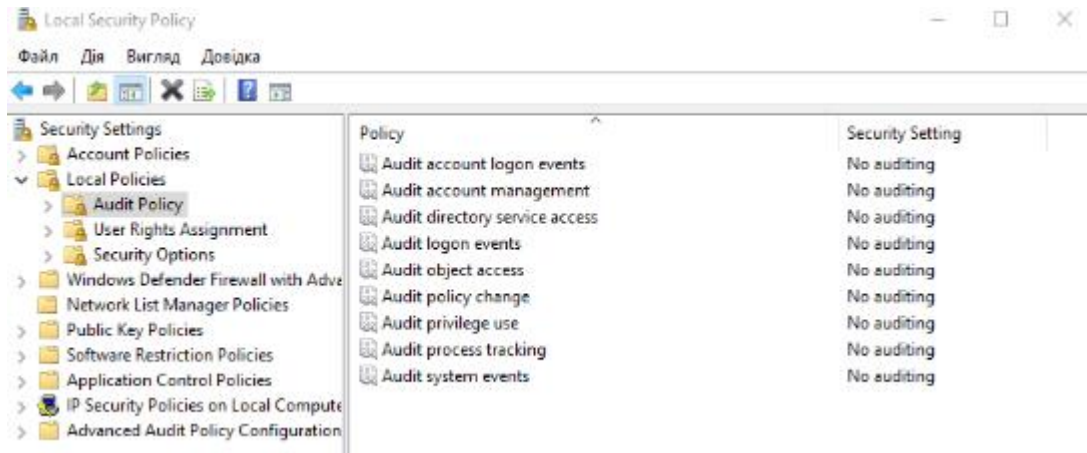 Local Security Policy
Файл Дія Вигляд Довідка
Security Settings
Account Policies
Local Policies
Audit Policy
User Rights Assignment
Security Options
Windows Defender Firewall with Adva
Network List Manager Policies
Public Key Policies
Software Restriction Policies
Application Control Policies
IP Security Policies on Local Compute
Advanced Audit Policy Configuration
Policy Security Setting
Audit account logon events No auditing
Audit account management No auditing
Audit directory service access No auditing
Audit logon events No auditing
Audit object access No auditing
Audit policy change No auditing
Audit privilege use No auditing
Audit process tracking No auditing
Audit system events No auditing